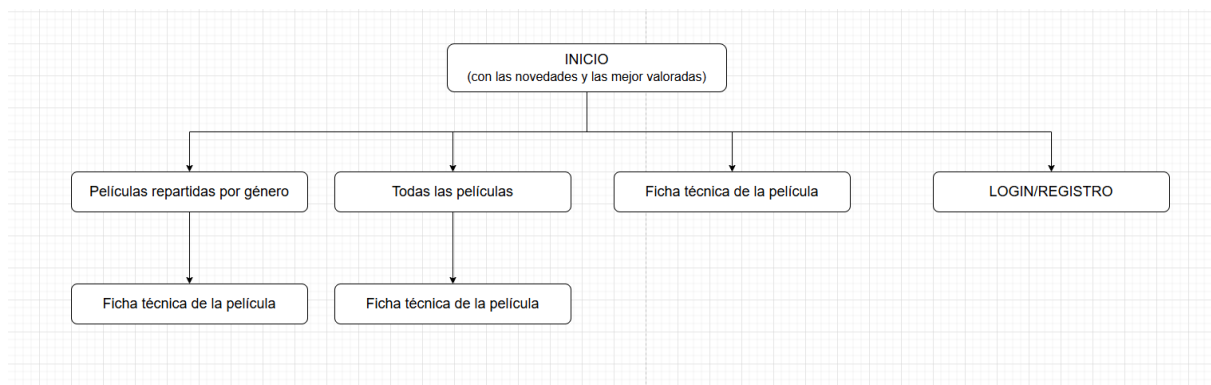 INICIO
(con las novedades y las mejor valoradas)
Películas repartidas por género
Todas las películas
Ficha técnica de la película
LOGIN/REGISTRO
Ficha técnica de la película
Ficha técnica de la película